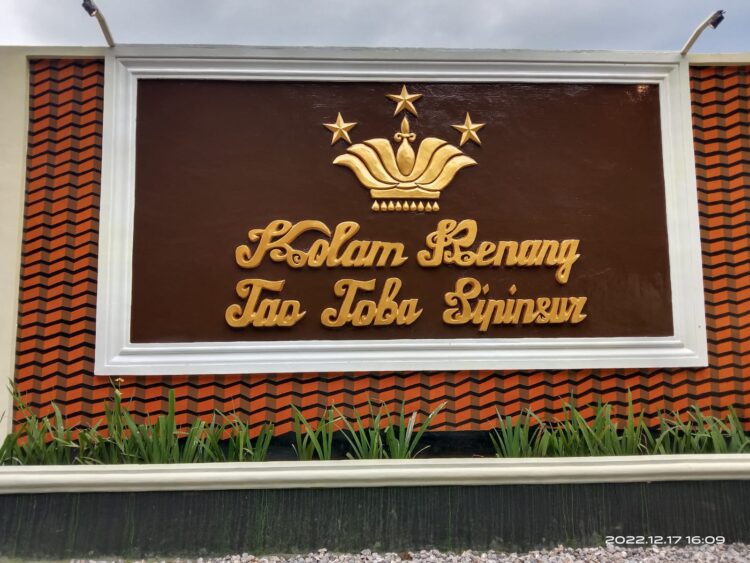 Kolam Renang
Tao Toba Sipinsur
2022.12.17 16:09